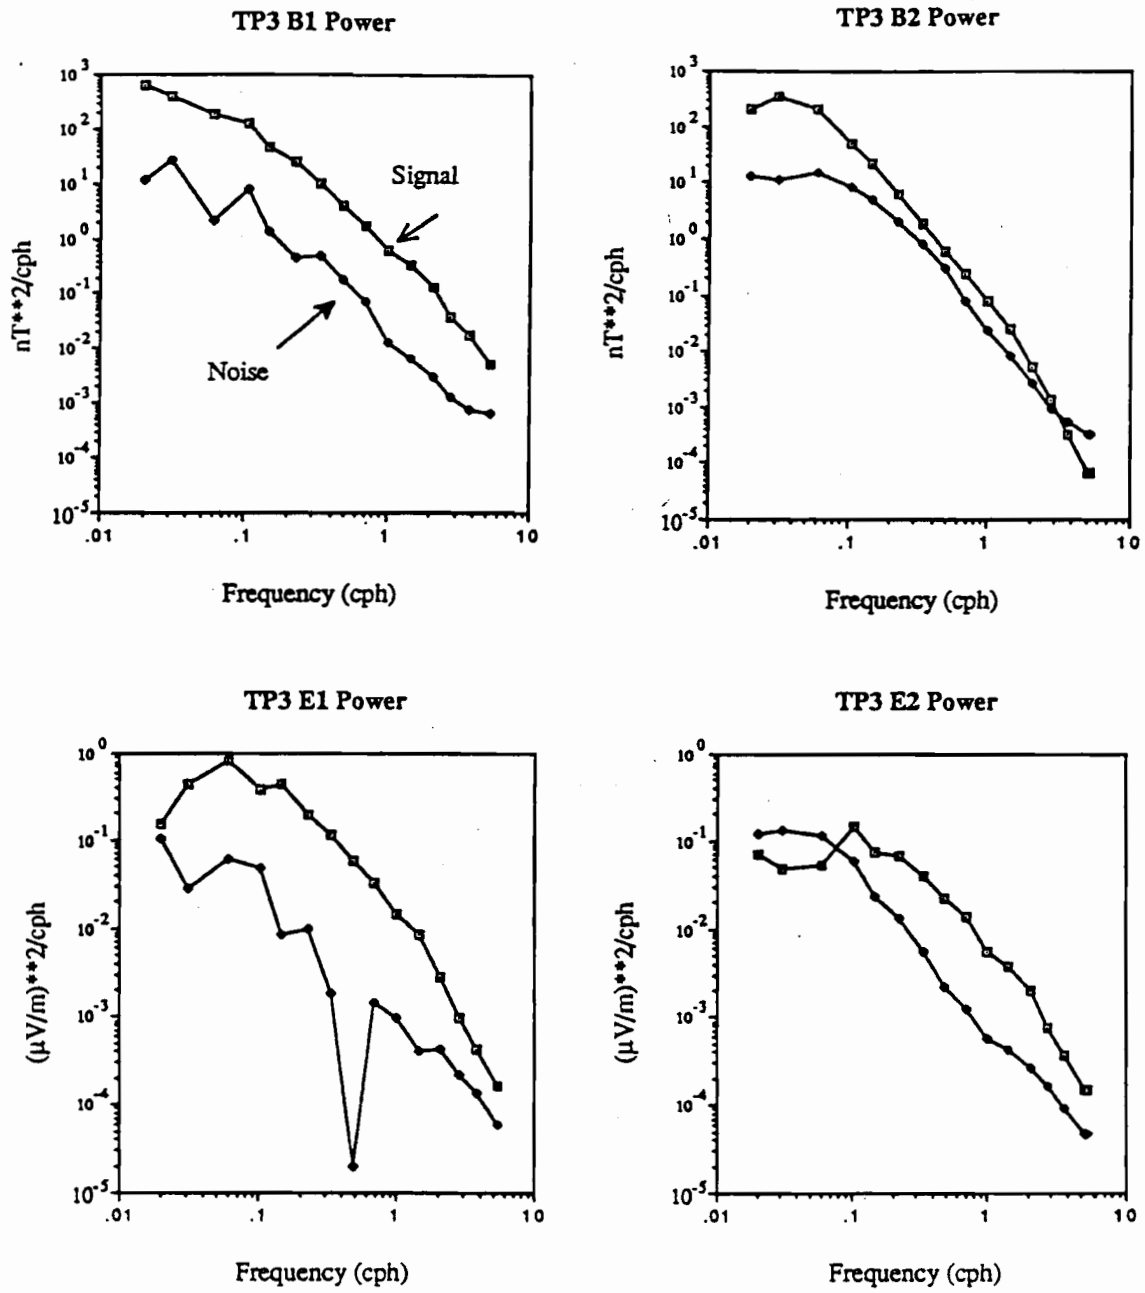 TP3 B1 Power
10^3
10^2
10^1
10^0
10^-1
10^-2
10^-3
10^-4
10^-5
nT**2/cph
Signal
Noise
.01 .1 1 10
Frequency (cph)
TP3 B2 Power
10^3
10^2
10^1
10^0
10^-1
10^-2
10^-3
10^-4
10^-5
nT**2/cph
.01 .1 1 10
Frequency (cph)
TP3 E1 Power
10^0
10^-1
10^-2
10^-3
10^-4
10^-5
(µV/m)**2/cph
.01 .1 1 10
Frequency (cph)
TP3 E2 Power
10^0
10^-1
10^-2
10^-3
10^-4
10^-5
(µV/m)**2/cph
.01 .1 1 10
Frequency (cph)